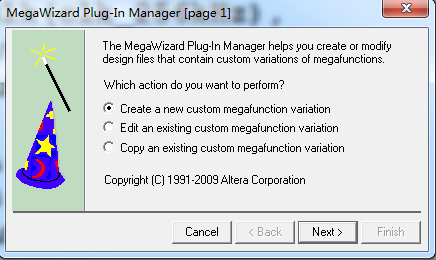 MegaWizard Plug-In Manager [page 1]
The MegaWizard Plug-In Manager helps you create or modify
design files that contain custom variations of megafunctions.
Which action do you want to perform?
Create a new custom megafunction variation
Edit an existing custom megafunction variation
Copy an existing custom megafunction variation
Copyright (C) 1991-2009 Altera Corporation
Cancel
< Back
Next >
Finish